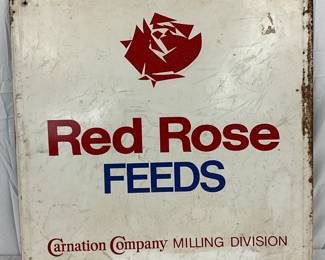 Red Rose
FEEDS
Carnation Company MILLING DIVISION